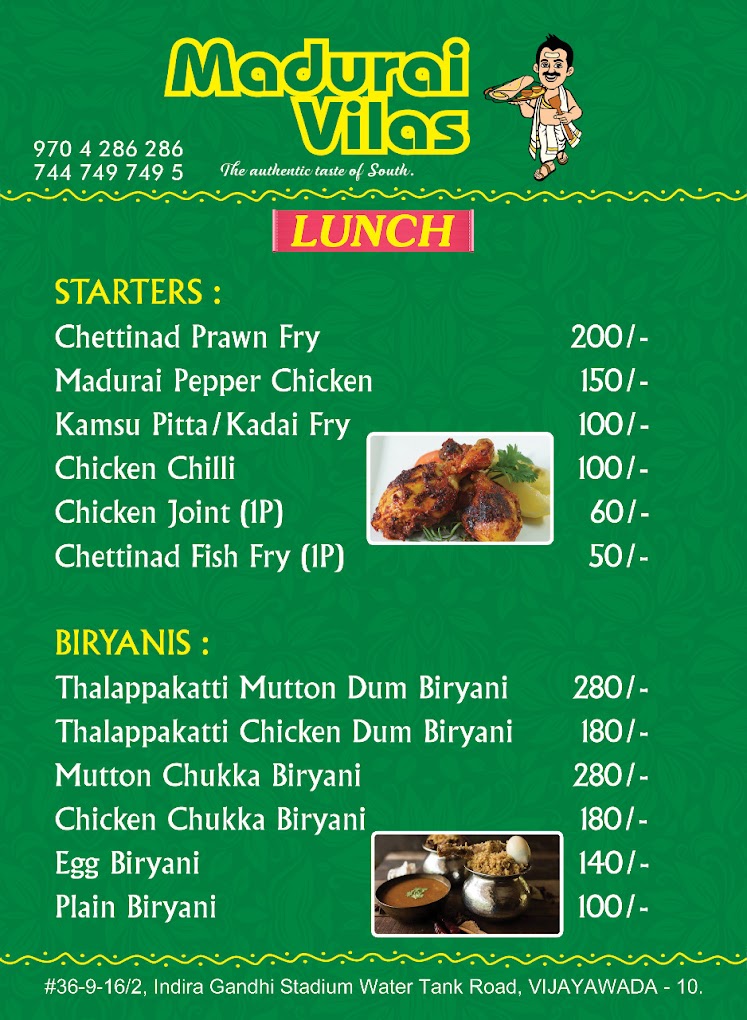 Madurai
Vilas
970 4 286 286
744 749 749 5
The authentic taste of South.
LUNCH
STARTERS :
Chettinad Prawn Fry 200/-
Madurai Pepper Chicken 150/-
Kamsu Pitta/Kadai Fry 100/-
Chicken Chilli 100/-
Chicken Joint (1P) 60/-
Chettinad Fish Fry (1P) 50/-
BIRYANIS :
Thalappakatti Mutton Dum Biryani 280/-
Thalappakatti Chicken Dum Biryani 180/-
Mutton Chukka Biryani 280/-
Chicken Chukka Biryani 180/-
Egg Biryani 140/-
Plain Biryani 100/-
#36-9-16/2, Indira Gandhi Stadium Water Tank Road, VIJAYAWADA - 10.